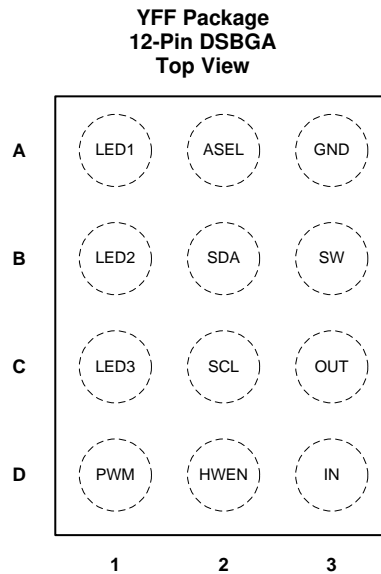 YFF Package
12-Pin DSBGA
Top View
A LED1 ASEL GND
B LED2 SDA SW
C LED3 SCL OUT
D PWM HWEN IN
1 2 3